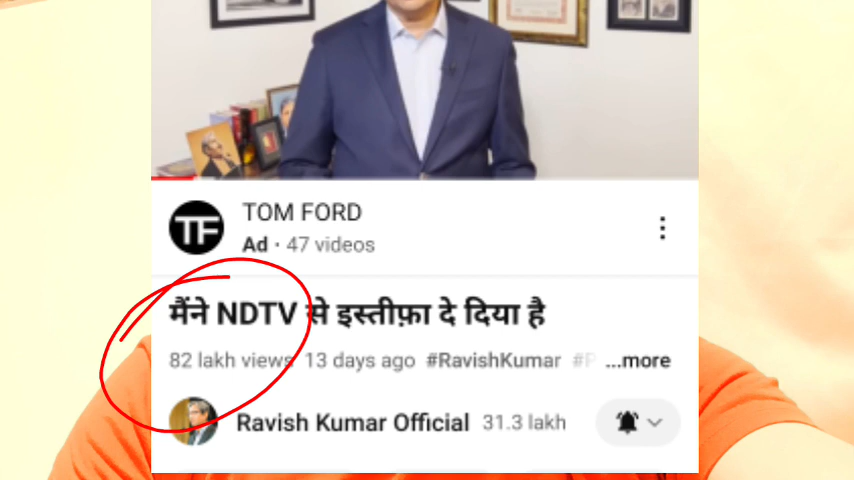 TF
TOM FORD
Ad · 47 videos
मैंने NDTV से इस्तीफ़ा दे दिया है
82 lakh views 13 days ago #RavishKumar #P ...more
Ravish Kumar Official 31.3 lakh